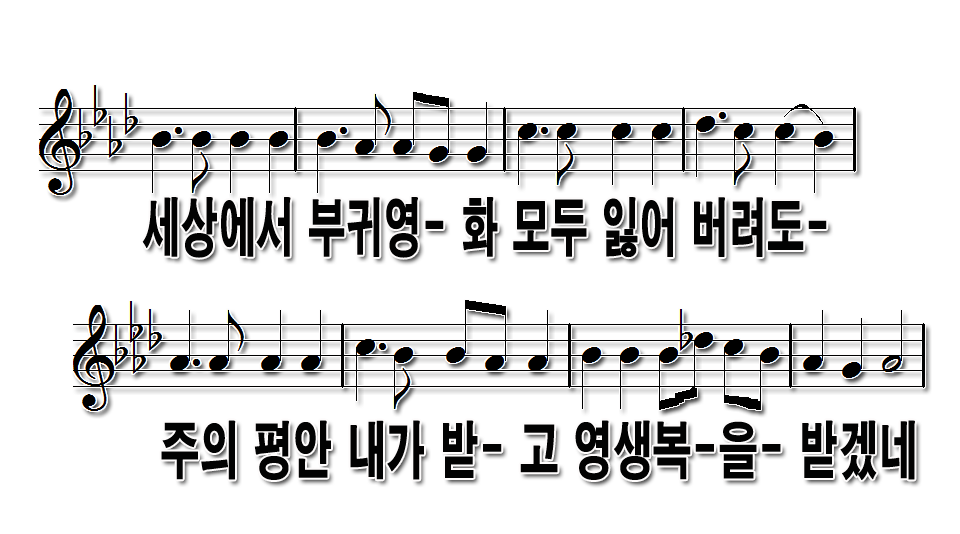 세상에서 부귀영- 화 모두 잃어 버려도-
주의 평안 내가 받- 고 영생복-을- 받겠네